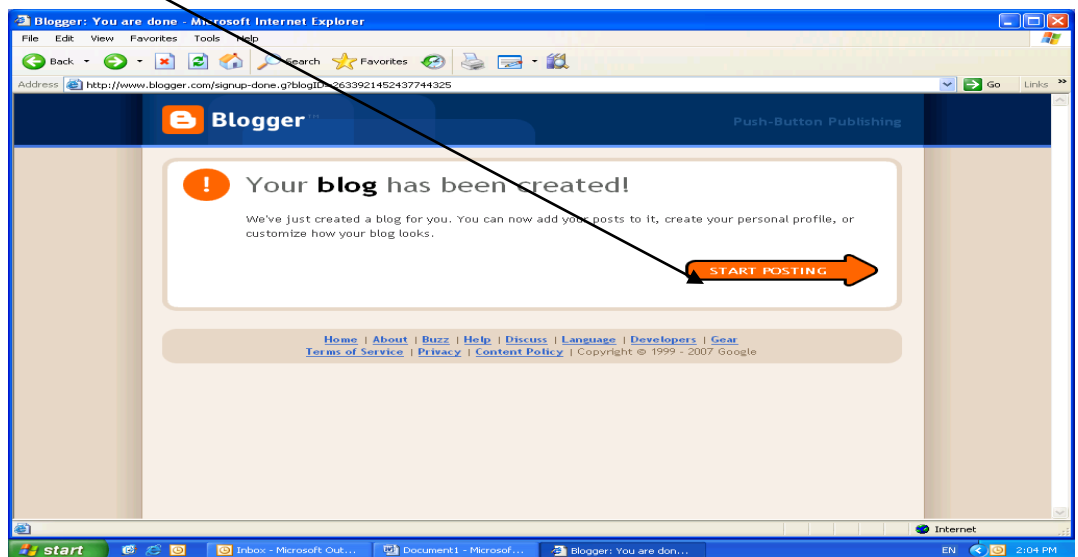 Blogger: You are done - Microsoft Internet Explorer
File Edit View Favorites Tools Help
Back Search Favorites
Address http://www.blogger.com/signup-done.g?blogID=2633921452437744325 Go Links »
Blogger™ Push-Button Publishing
! Your blog has been created!
We've just created a blog for you. You can now add your posts to it, create your personal profile, or
customize how your blog looks.
START POSTING
Home | About | Buzz | Help | Discuss | Language | Developers | Gear
Terms of Service | Privacy | Content Policy | Copyright © 1999 - 2007 Google
Internet
start Inbox - Microsoft Out... Document1 - Microsof... Blogger: You are don... EN 2:04 PM